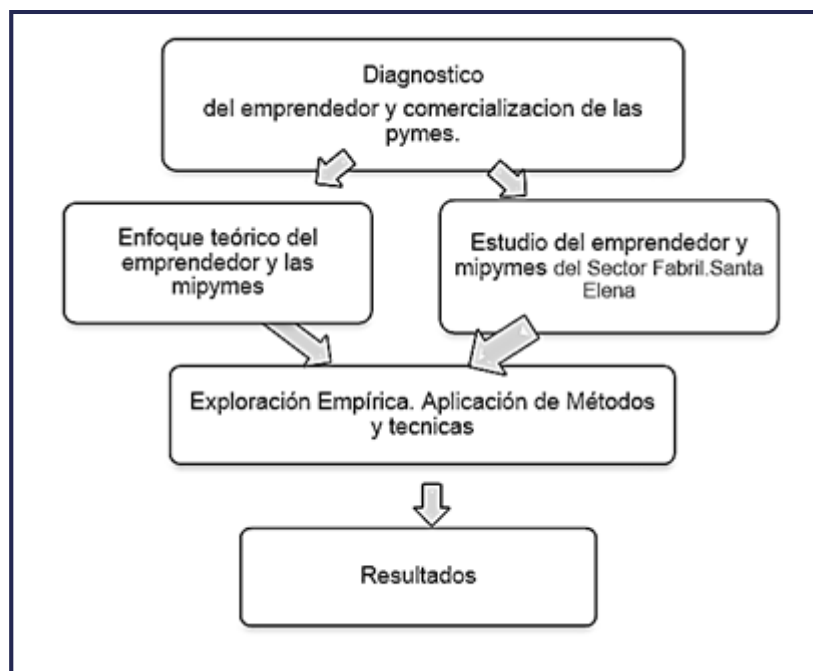 Diagnostico
del emprendedor y comercializacion de las
pymes.
Enfoque teórico del
emprendedor y las
mipymes
Estudio del emprendedor y
mipymes del Sector Fabril.Santa
Elena
Exploración Empírica. Aplicación de Métodos
y tecnicas
Resultados